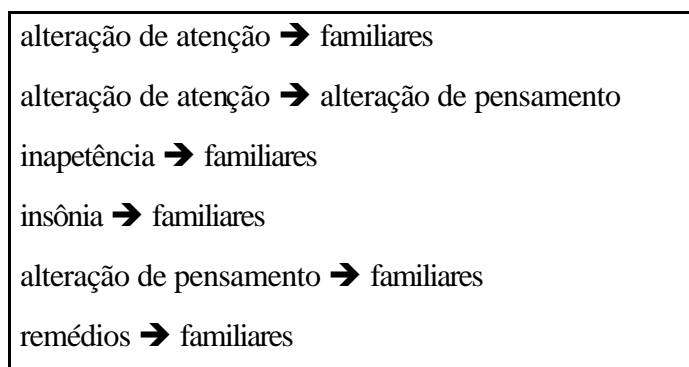 alteração de atenção ➔ familiares
alteração de atenção ➔ alteração de pensamento
inapetência ➔ familiares
insônia ➔ familiares
alteração de pensamento ➔ familiares
remédios ➔ familiares